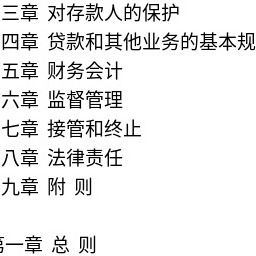 三章 对存款人的保护
四章 贷款和其他业务的基本规
五章 财务会计
六章 监督管理
七章 接管和终止
八章 法律责任
九章 附 则
第一章 总 则